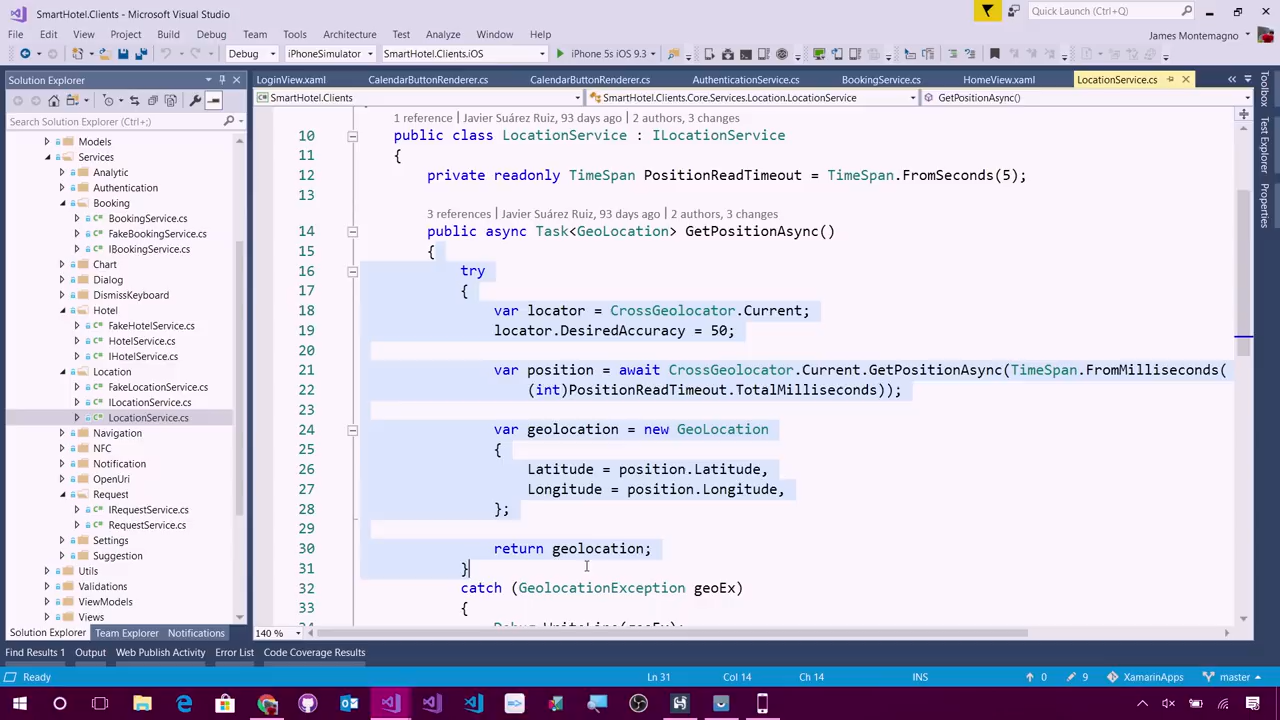 SmartHotel.Clients - Microsoft Visual Studio
Quick Launch (Ctrl+Q)
File Edit View Project Build Debug Team Tools Architecture Test Analyze Window Help
James Montemagno
Debug iPhoneSimulator SmartHotel.Clients.iOS iPhone 5s iOS 9.3
Solution Explorer
LoginView.xaml CalendarButtonRenderer.cs CalendarButtonRenderer.cs AuthenticationService.cs BookingService.cs HomeView.xaml LocationService.cs
SmartHotel.Clients SmartHotel.Clients.Core.Services.Location.LocationService GetPositionAsync()
Search Solution Explorer (Ctrl+;)
Models
Services
Analytic
Authentication
Booking
BookingService.cs
FakeBookingService.cs
IBookingService.cs
Chart
Dialog
DismissKeyboard
Hotel
FakeHotelService.cs
HotelService.cs
IHotelService.cs
Location
FakeLocationService.cs
ILocationService.cs
LocationService.cs
Navigation
NFC
Notification
OpenUri
Request
IRequestService.cs
RequestService.cs
Settings
Suggestion
Utils
Validations
ViewModels
Views
Solution Explorer Team Explorer Notifications
1 reference | Javier Suárez Ruiz, 93 days ago | 2 authors, 3 changes
10 public class LocationService : ILocationService
11 {
12 private readonly TimeSpan PositionReadTimeout = TimeSpan.FromSeconds(5);
13
3 references | Javier Suárez Ruiz, 93 days ago | 2 authors, 3 changes
14 public async Task<GeoLocation> GetPositionAsync()
15 {
16 try
17 {
18 var locator = CrossGeolocator.Current;
19 locator.DesiredAccuracy = 50;
20
21 var position = await CrossGeolocator.Current.GetPositionAsync(TimeSpan.FromMilliseconds(
22 (int)PositionReadTimeout.TotalMilliseconds));
23
24 var geolocation = new GeoLocation
25 {
26 Latitude = position.Latitude,
27 Longitude = position.Longitude,
28 };
29
30 return geolocation;
31 }
32 catch (GeolocationException geoEx)
33 {
34 Debug.WriteLine(geoEx);
140 %
Toolbox
Test Explorer
Properties
Find Results 1 Output Web Publish Activity Error List Code Coverage Results
Ready Ln 31 Col 14 Ch 14 INS 0 9 XamarinApps master